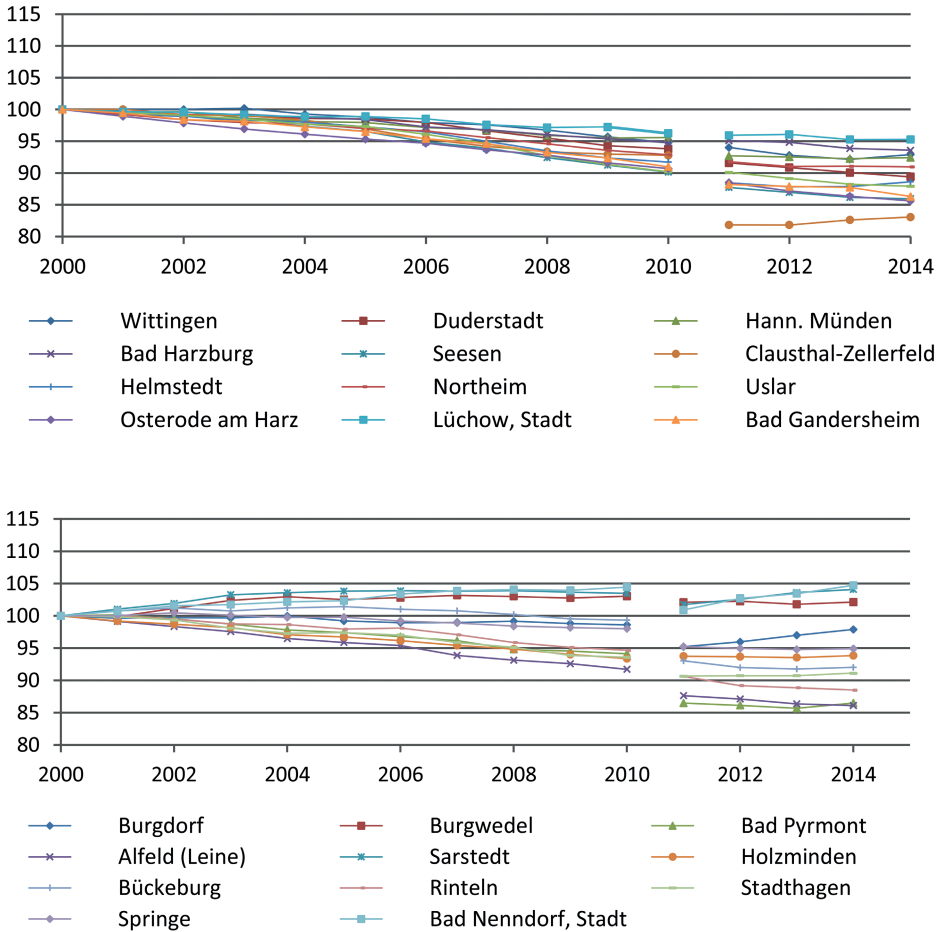 115
110
105
100
95
90
85
80
2000 2002 2004 2006 2008 2010 2012 2014
Wittingen Duderstadt Hann. Münden
Bad Harzburg Seesen Clausthal-Zellerfeld
Helmstedt Northeim Uslar
Osterode am Harz Lüchow, Stadt Bad Gandersheim
115
110
105
100
95
90
85
80
2000 2002 2004 2006 2008 2010 2012 2014
Burgdorf Burgwedel Bad Pyrmont
Alfeld (Leine) Sarstedt Holzminden
Bückeburg Rinteln Stadthagen
Springe Bad Nenndorf, Stadt